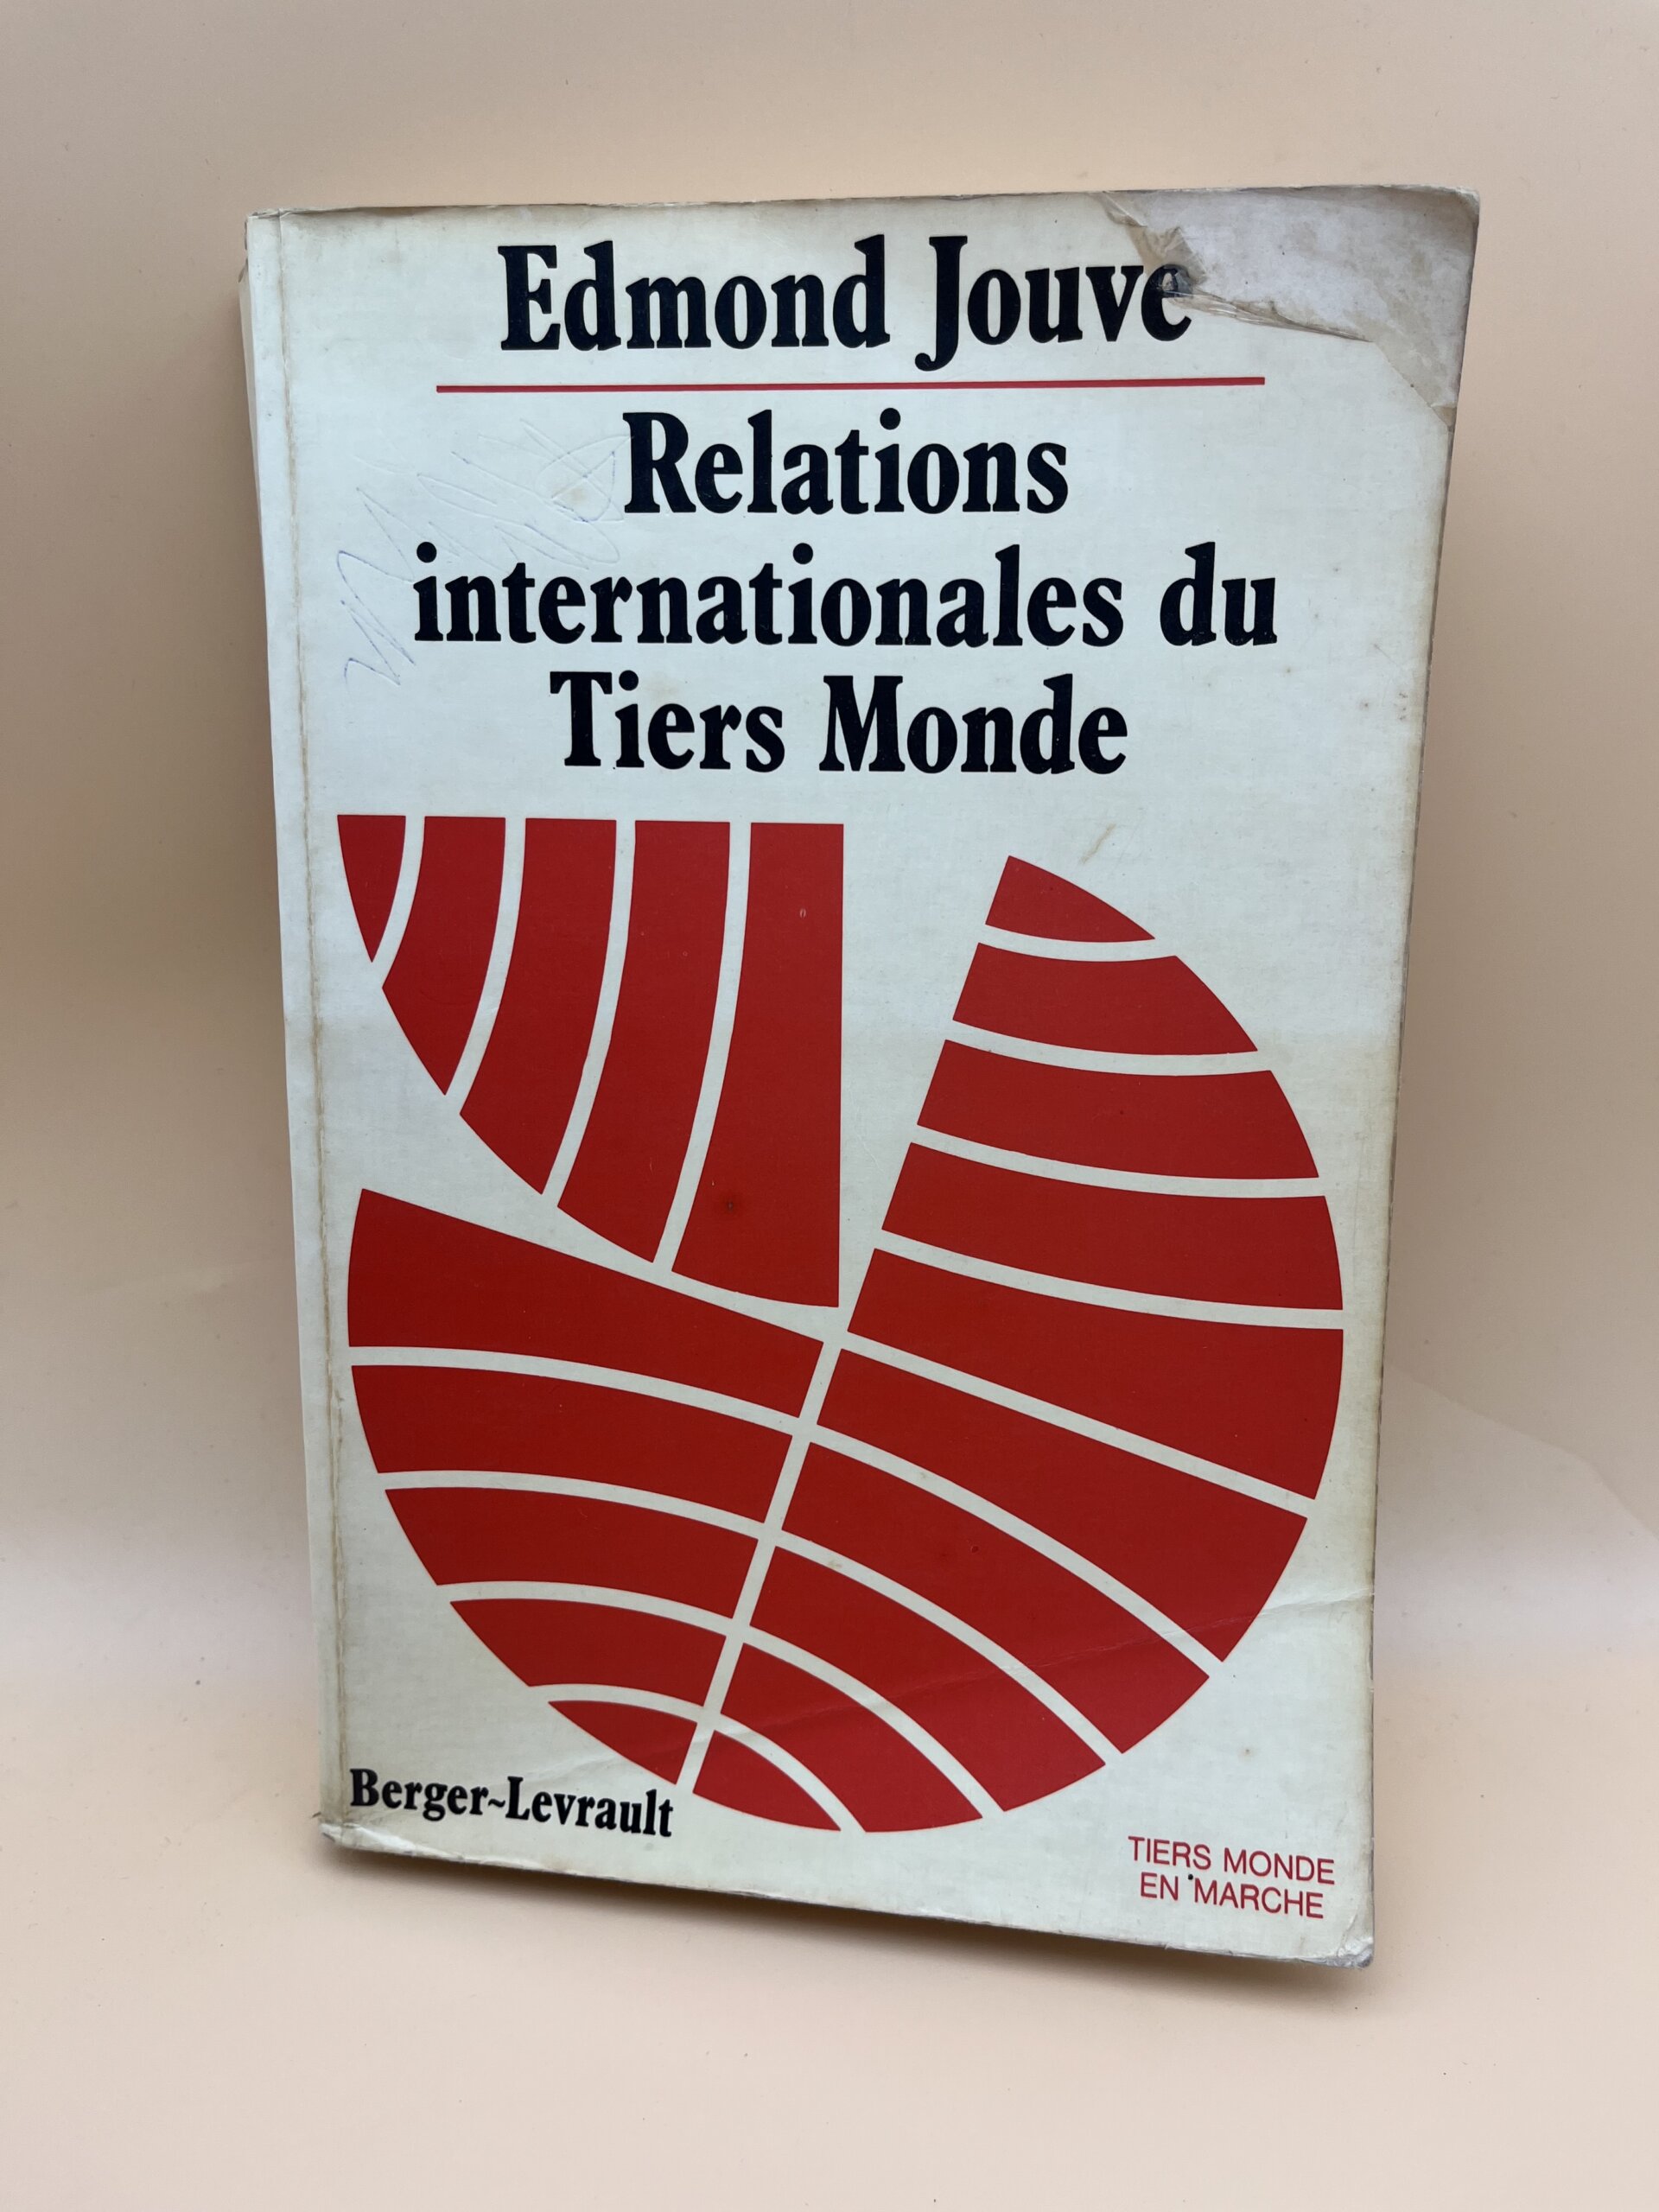 Edmond Jouve
Relations
internationales du
Tiers Monde
Berger-Levrault
TIERS MONDE
EN MARCHE